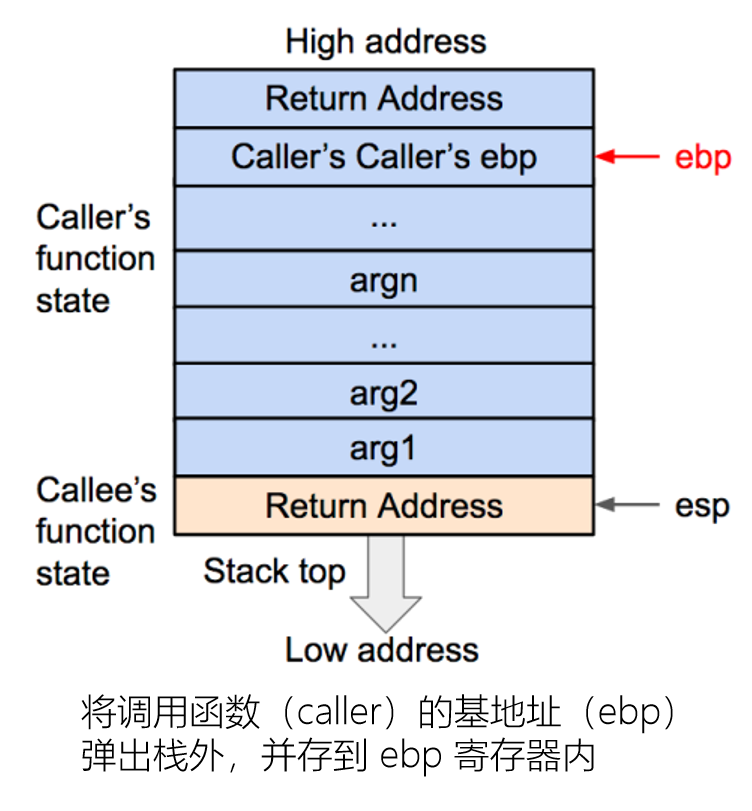 High address
Return Address
Caller's Caller's ebp
ebp
...
Caller's
function
state
argn
...
arg2
arg1
Callee's
function
state
Return Address
esp
Stack top
Low address
将调用函数（caller）的基地址（ebp）
弹出栈外，并存到 ebp 寄存器内